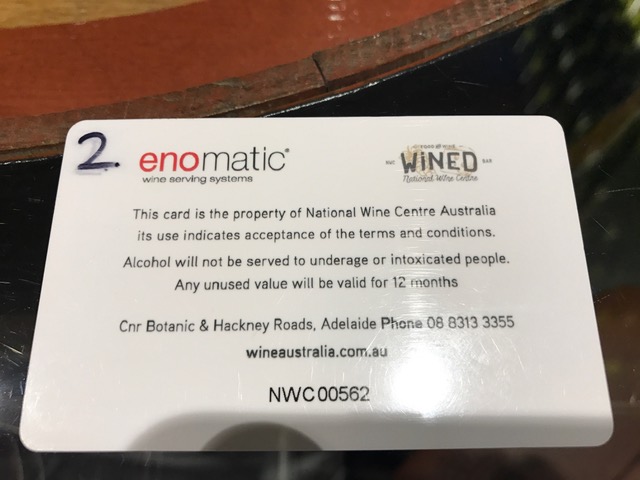 2.
enomatic®
wine serving systems
WiNED
BAR
National Wine Centre
This card is the property of National Wine Centre Australia
its use indicates acceptance of the terms and conditions.
Alcohol will not be served to underage or intoxicated people.
Any unused value will be valid for 12 months
Cnr Botanic & Hackney Roads, Adelaide Phone 08 8313 3355
wineaustralia.com.au
NWC00562